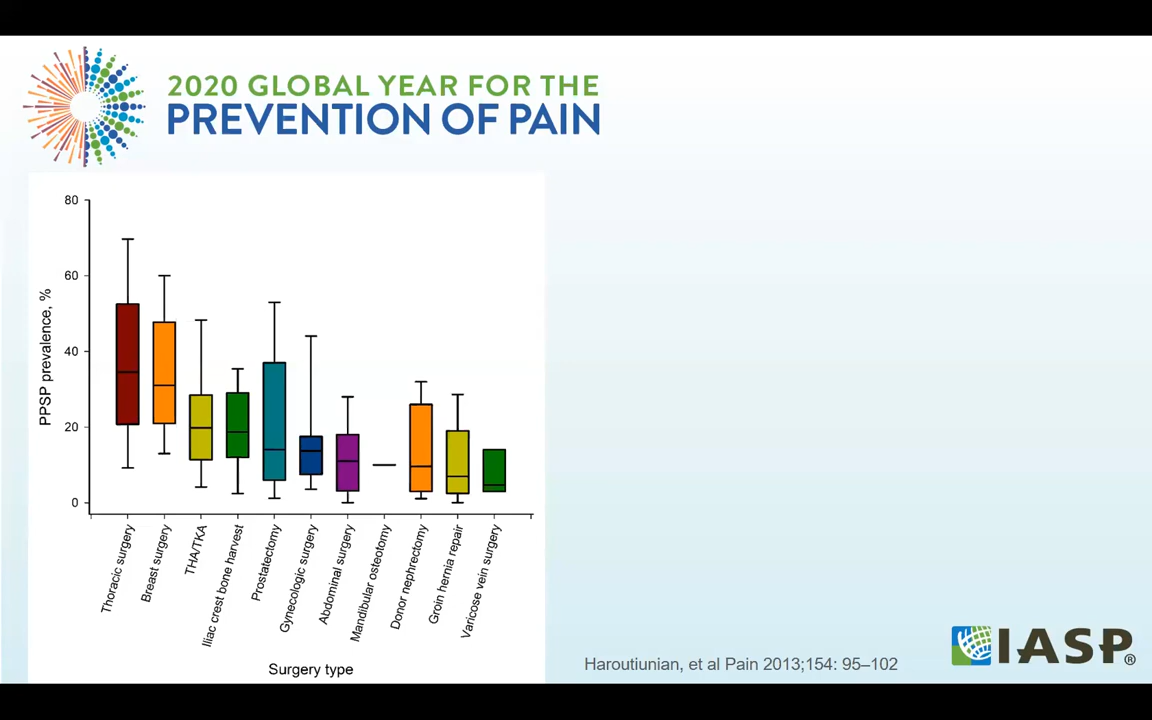 2020 GLOBAL YEAR FOR THE
PREVENTION OF PAIN
80
60
40
20
0
PPSP prevalence, %
Thoracic surgery
Breast surgery
THA/TKA
Iliac crest bone harvest
Prostatectomy
Gynecologic surgery
Abdominal surgery
Mandibular osteotomy
Donor nephrectomy
Groin hernia repair
Varicose vein surgery
Surgery type
Haroutiunian, et al Pain 2013;154: 95–102
IASP®